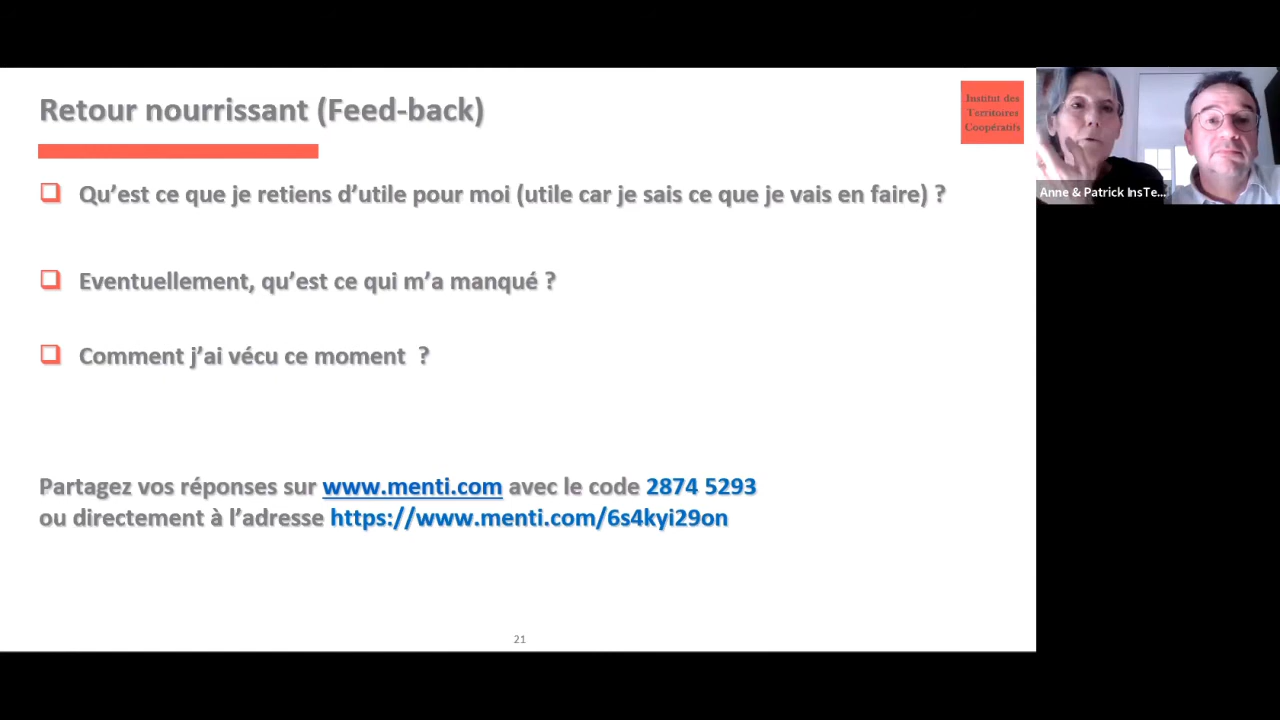 Retour nourrissant (Feed-back)
Institut des
Territoires
Coopératifs
Anne & Patrick InsTe...
Qu’est ce que je retiens d’utile pour moi (utile car je sais ce que je vais en faire) ?
Eventuellement, qu’est ce qui m’a manqué ?
Comment j’ai vécu ce moment  ?
Partagez vos réponses sur www.menti.com avec le code 2874 5293
ou directement à l’adresse https://www.menti.com/6s4kyi29on
21